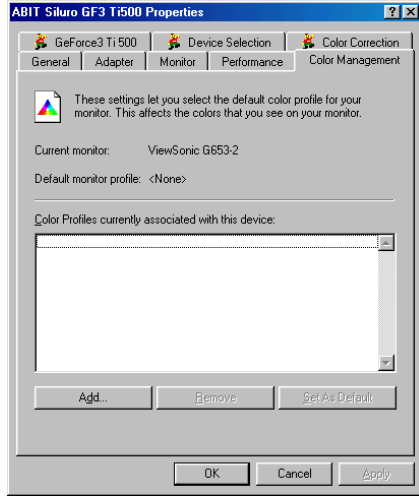 ABIT Siluro GF3 Ti500 Properties
GeForce3 Ti 500 Device Selection Color Correction
General Adapter Monitor Performance Color Management
These settings let you select the default color profile for your
monitor. This affects the colors that you see on your monitor.
Current monitor: ViewSonic G653-2
Default monitor profile: <None>
Color Profiles currently associated with this device:
Add... Remove Set As Default
OK Cancel Apply